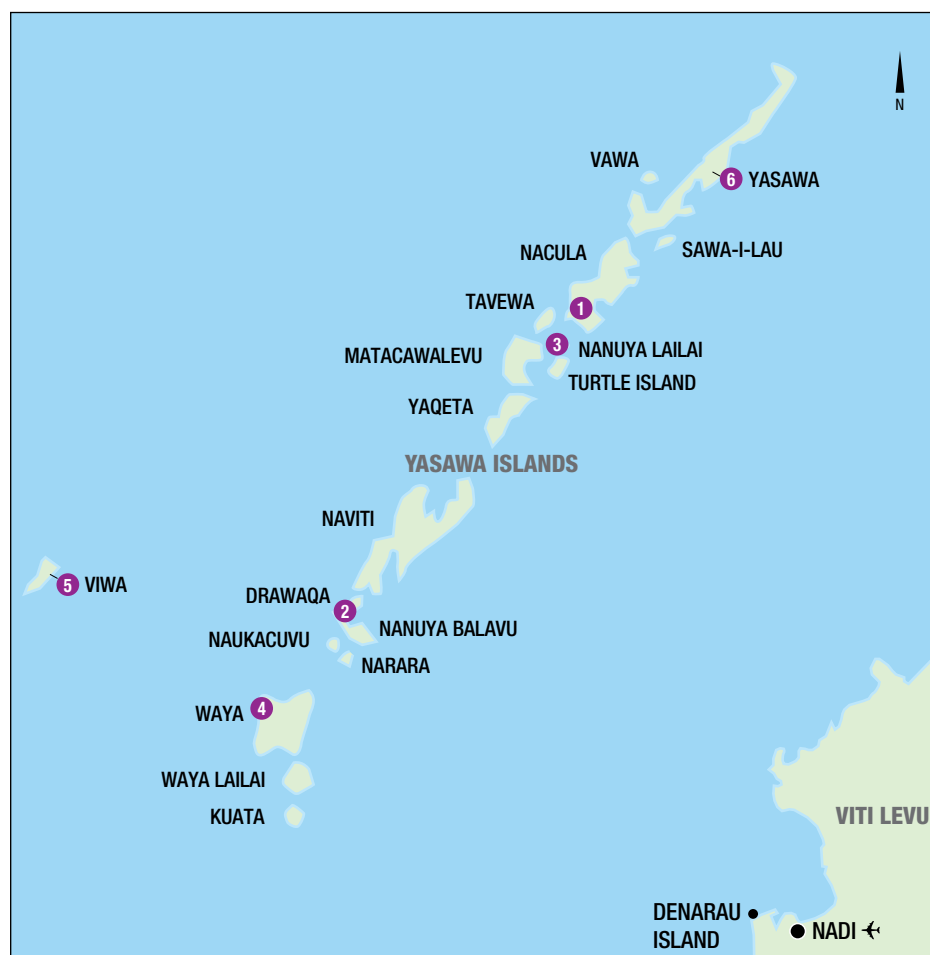 N
VAWA
6 YASAWA
SAWA-I-LAU
NACULA
TAVEWA
1
3 NANUYA LAILAI
MATACAWALEVU
TURTLE ISLAND
YAQETA
YASAWA ISLANDS
NAVITI
5 VIWA
DRAWAQA
2
NANUYA BALAVU
NAUKACUVU
NARARA
WAYA 4
WAYA LAILAI
KUATA
VITI LEVU
DENARAU
ISLAND
NADI